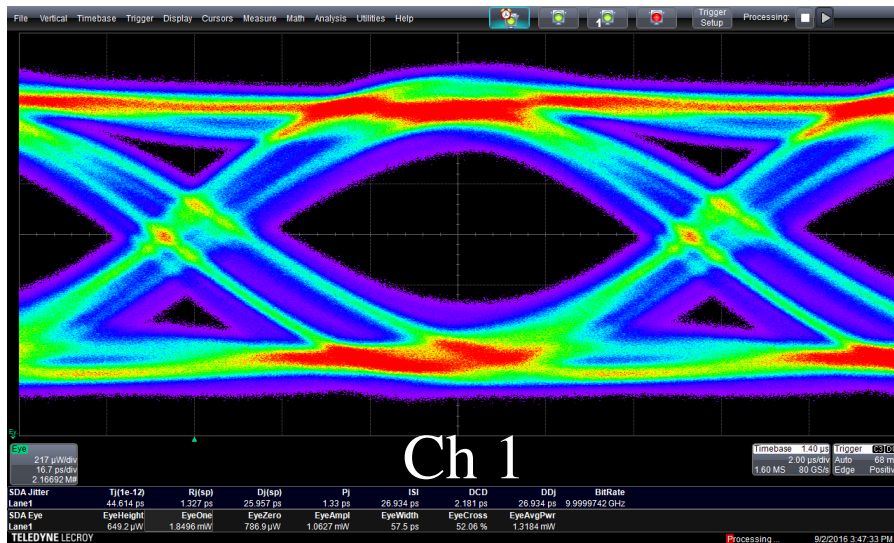 File Vertical Timebase Trigger Display Cursors Measure Math Analysis Utilities Help 1 Trigger Setup Processing:
Eye
217 µW/div
16.7 ps/div
2.16692 M#
Ch 1
Timebase 1.40 µs
2.00 µs/div
1.60 MS 80 GS/s
Trigger C3
Auto 68 m
Edge Positiv
SDA Jitter Tj(1e-12) Rj(sp) Dj(sp) Pj ISI DCD DDj BitRate
Lane1 44.614 ps 1.327 ps 25.957 ps 1.33 ps 26.934 ps 2.181 ps 26.934 ps 9.9999742 GHz
SDA Eye EyeHeight EyeOne EyeZero EyeAmpl EyeWidth EyeCross EyeAvgPwr
Lane1 649.2 µW 1.8496 mW 786.9 µW 1.0627 mW 57.5 ps 52.06 % 1.3184 mW
TELEDYNE LECROY Processing ... 9/2/2016 3:47:33 PM